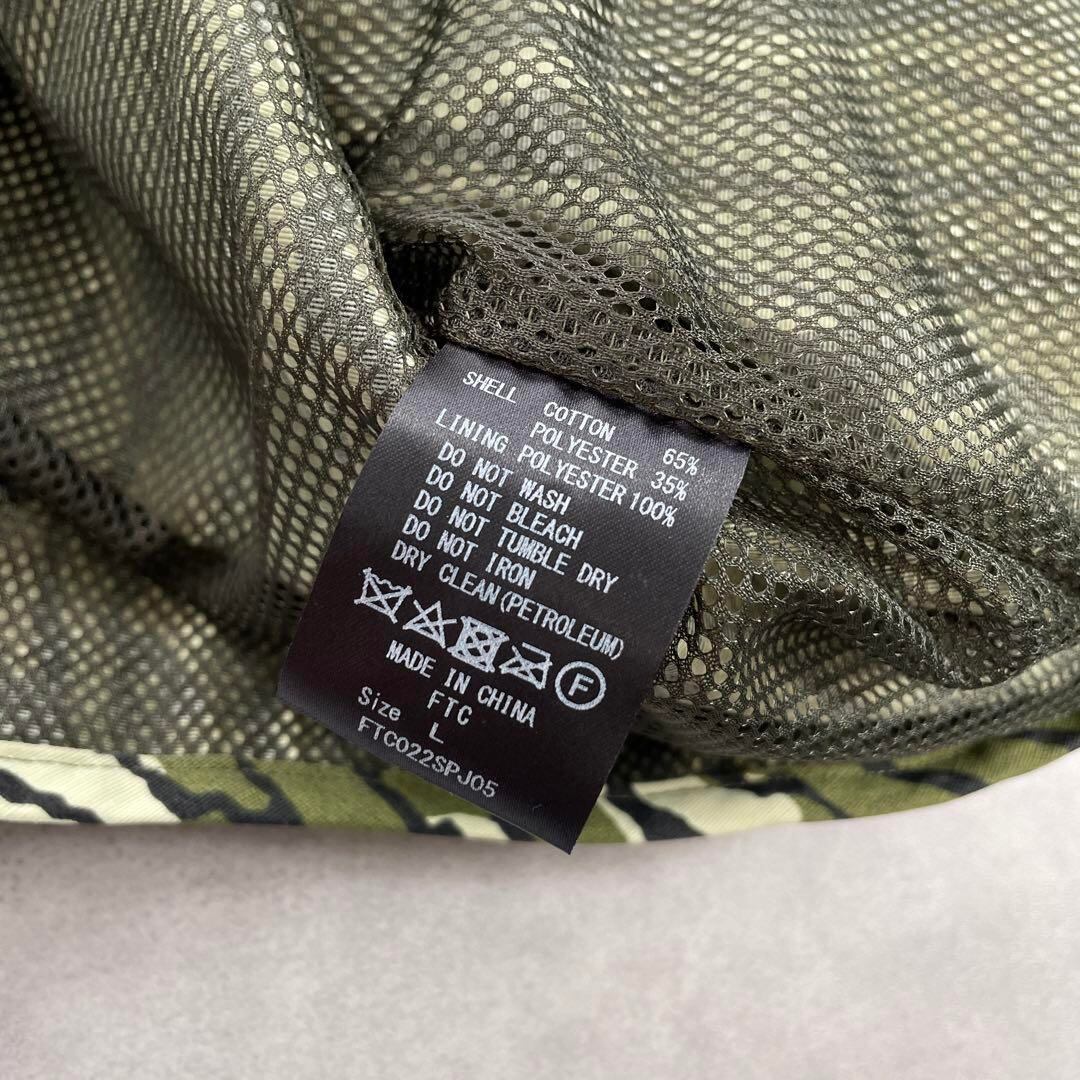 SHELL COTTON 65%
POLYESTER 35%
LINING POLYESTER 100%
DO NOT WASH
DO NOT BLEACH
DO NOT TUMBLE DRY
DO NOT IRON
DRY CLEAN(PETROLEUM)
F
MADE IN CHINA
FTC
Size L
FTC022SPJ05